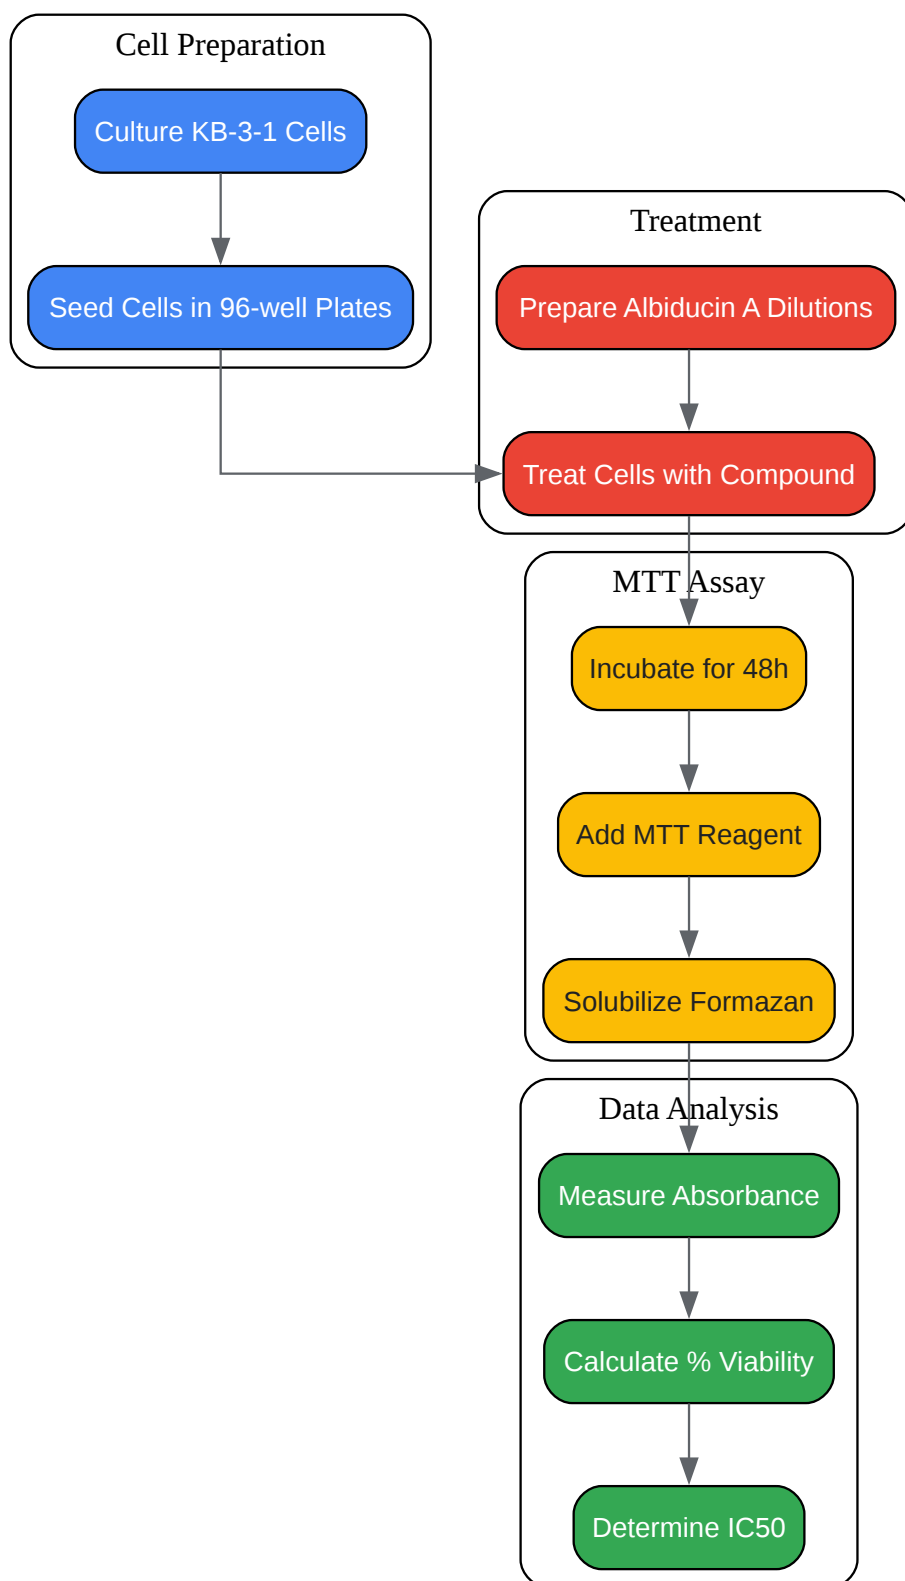 Cell Preparation
Culture KB-3-1 Cells
Seed Cells in 96-well Plates
Treatment
Prepare Albiducin A Dilutions
Treat Cells with Compound
MTT Assay
Incubate for 48h
Add MTT Reagent
Solubilize Formazan
Data Analysis
Measure Absorbance
Calculate % Viability
Determine IC50